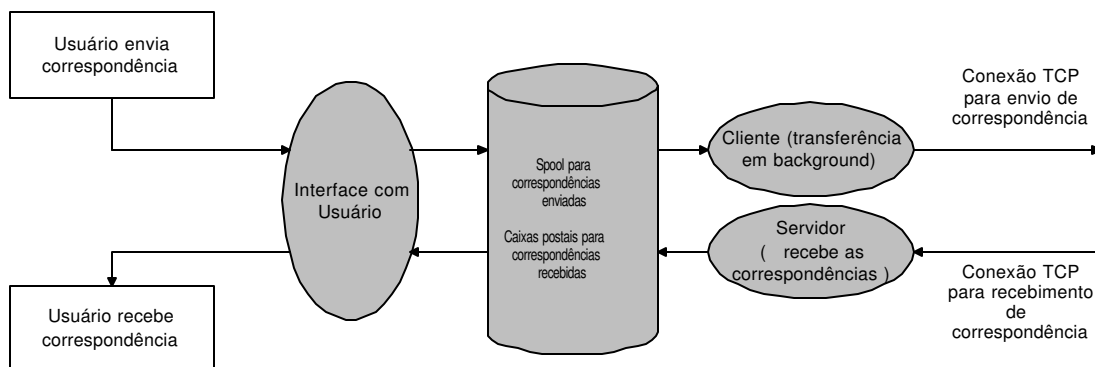 Usuário envia
correspondência
Interface com
Usuário
Usuário recebe
correspondência
Spool para
correspondências
enviadas
Caixas postais para
correspondências
recebidas
Cliente (transferência
em background)
Servidor
( recebe as
correspondências )
Conexão TCP
para envio de
correspondência
Conexão TCP
para recebimento
de
correspondência